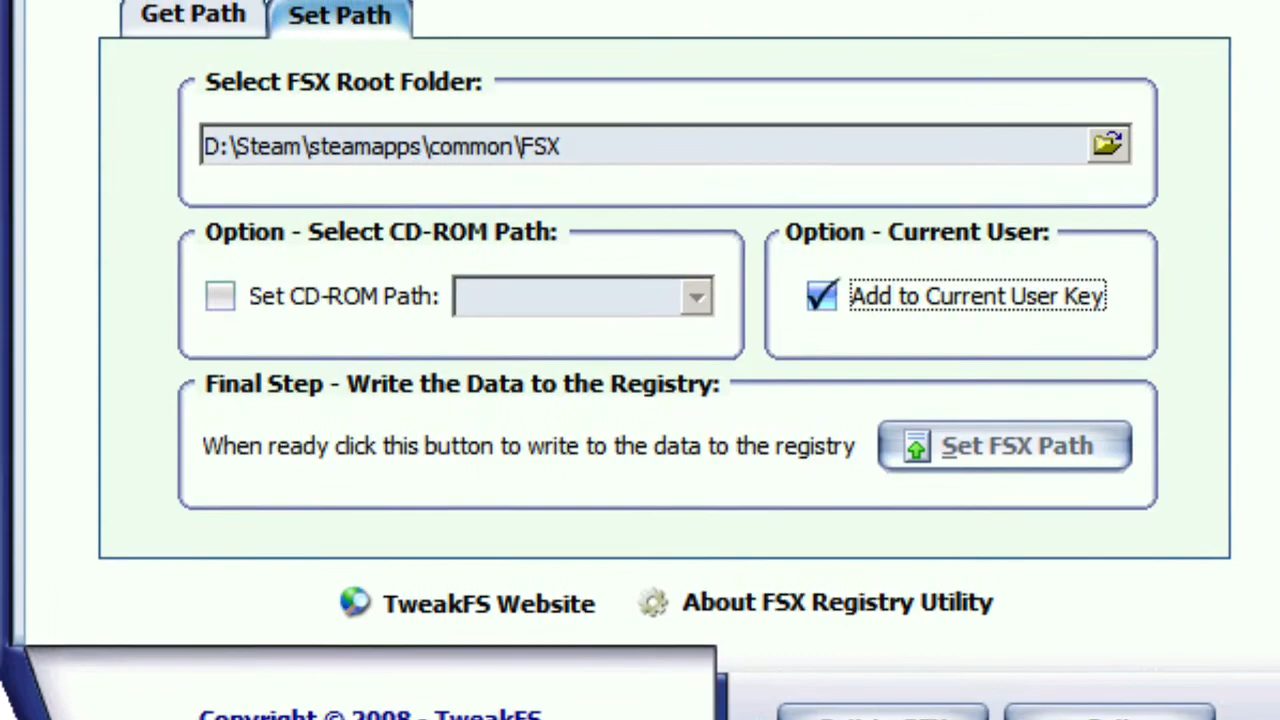 Get Path Set Path
Select FSX Root Folder:
D:\Steam\steamapps\common\FSX
Option - Select CD-ROM Path: Option - Current User:
Set CD-ROM Path: Add to Current User Key
Final Step - Write the Data to the Registry:
When ready click this button to write to the data to the registry Set FSX Path
TweakFS Website About FSX Registry Utility
Copyright © 2008 - TweakFS